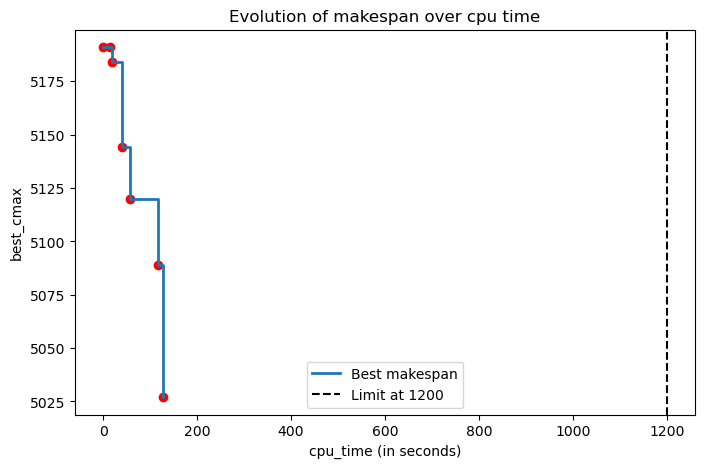 Evolution of makespan over cpu time
best_cmax
5175
5150
5125
5100
5075
5050
5025
Best makespan
Limit at 1200
0
200
400
600
800
1000
1200
cpu_time (in seconds)